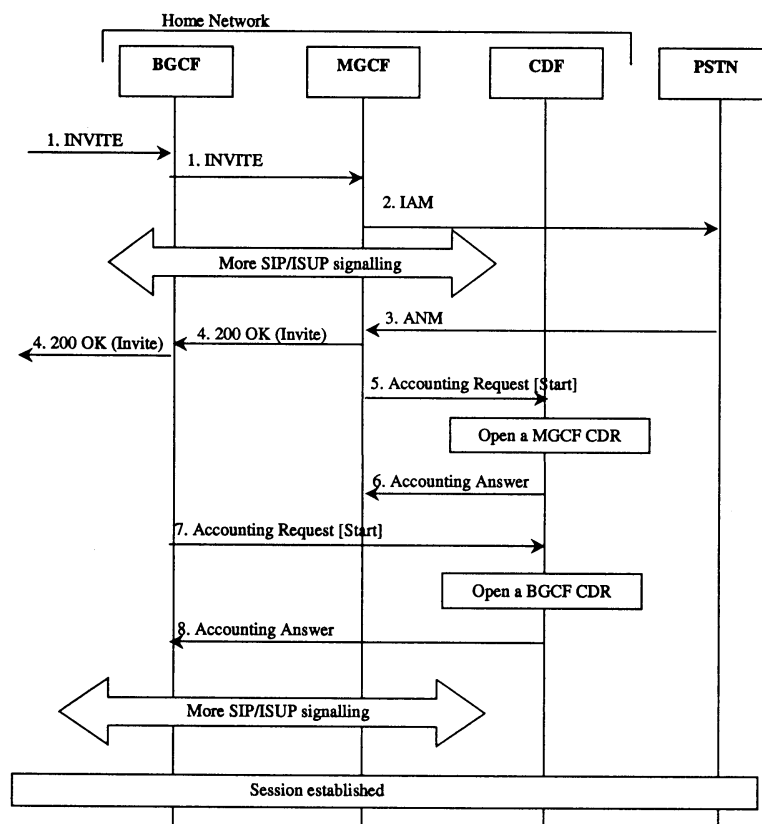 Home Network
BGCF
MGCF
CDF
PSTN
1. INVITE
1. INVITE
2. IAM
More SIP/ISUP signalling
3. ANM
4. 200 OK (Invite)
4. 200 OK (Invite)
5. Accounting Request [Start]
Open a MGCF CDR
6. Accounting Answer
7. Accounting Request [Start]
Open a BGCF CDR
8. Accounting Answer
More SIP/ISUP signalling
Session established